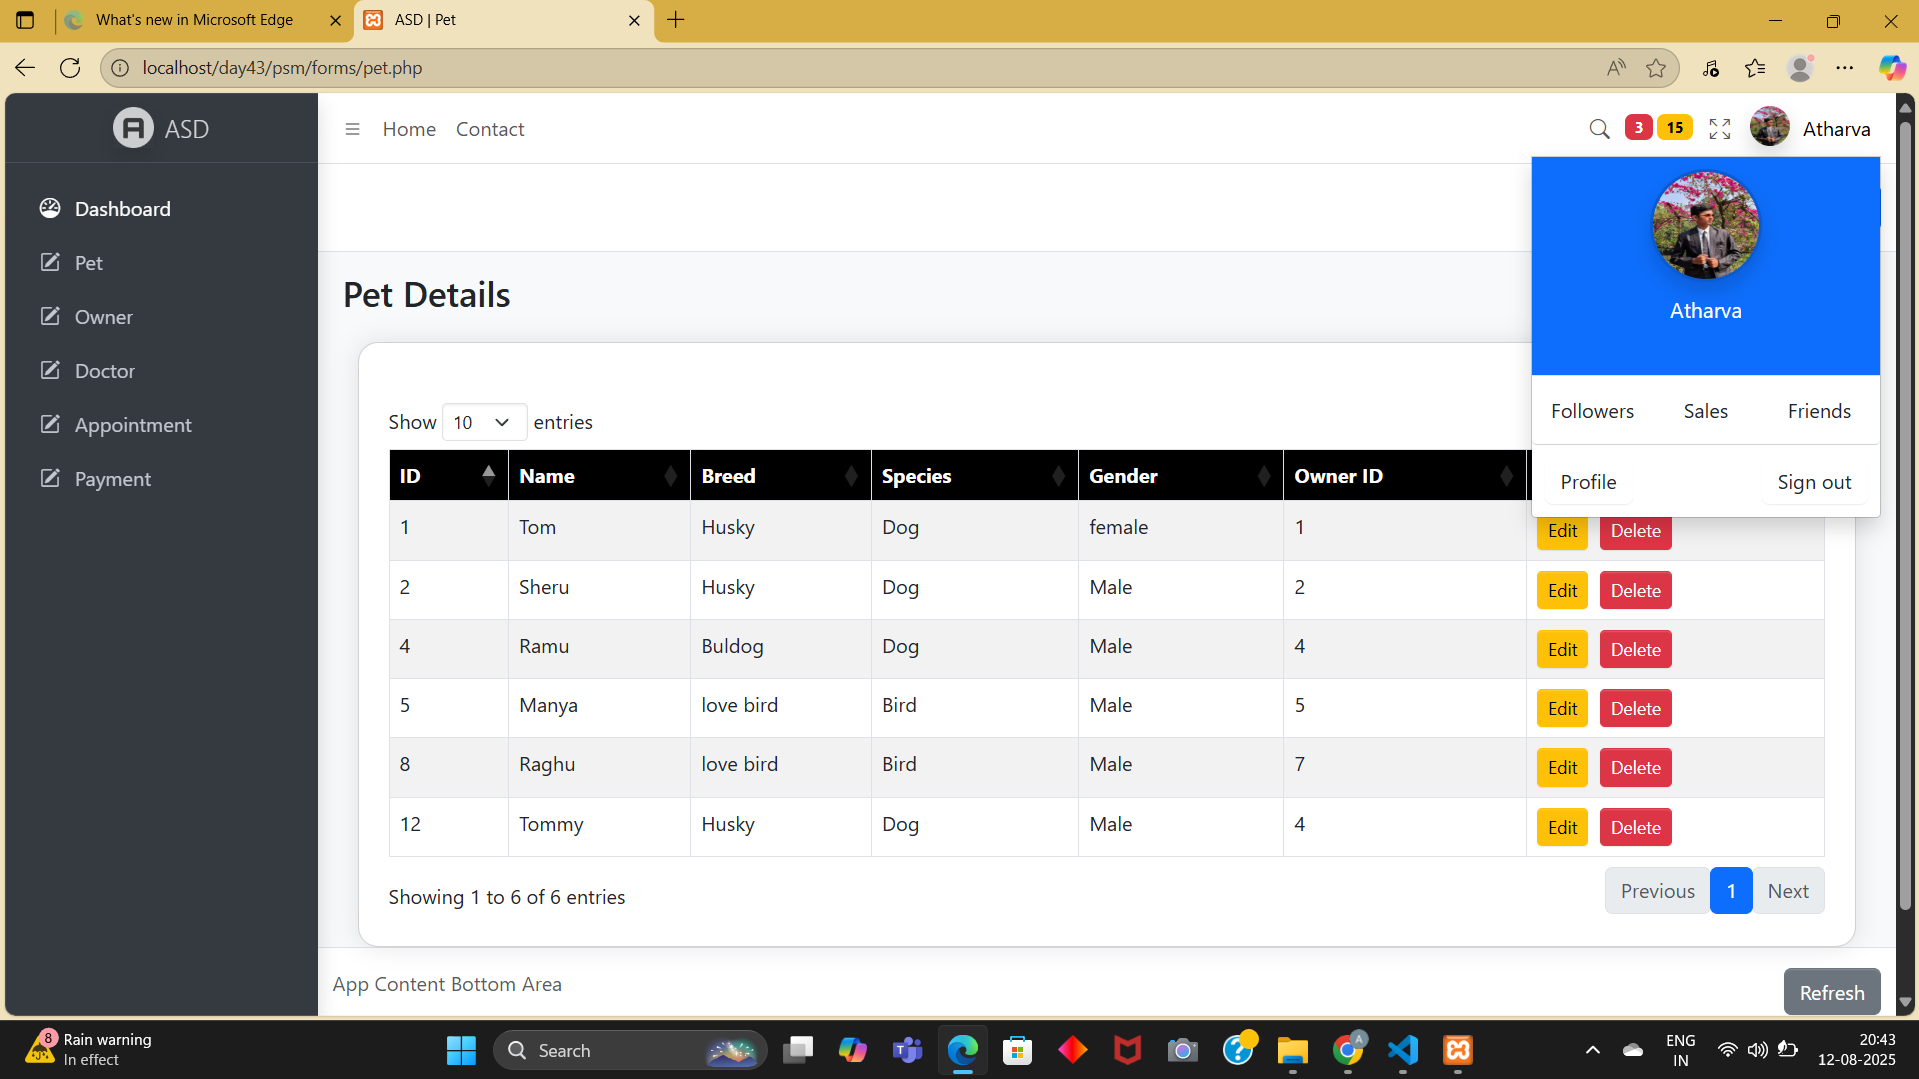 What's new in Microsoft Edge
ASD | Pet
localhost/day43/psm/forms/pet.php
ASD
Home Contact
3 15 Atharva
Dashboard
Pet
Owner
Doctor
Appointment
Payment
Atharva
Followers Sales Friends
Profile Sign out
Pet Details
Show 10 entries
ID Name Breed Species Gender Owner ID
1 Tom Husky Dog female 1 Edit Delete
2 Sheru Husky Dog Male 2 Edit Delete
4 Ramu Buldog Dog Male 4 Edit Delete
5 Manya love bird Bird Male 5 Edit Delete
8 Raghu love bird Bird Male 7 Edit Delete
12 Tommy Husky Dog Male 4 Edit Delete
Showing 1 to 6 of 6 entries
Previous 1 Next
App Content Bottom Area
Refresh
8 Rain warning
In effect
Search
ENG
IN
20:43
12-08-2025